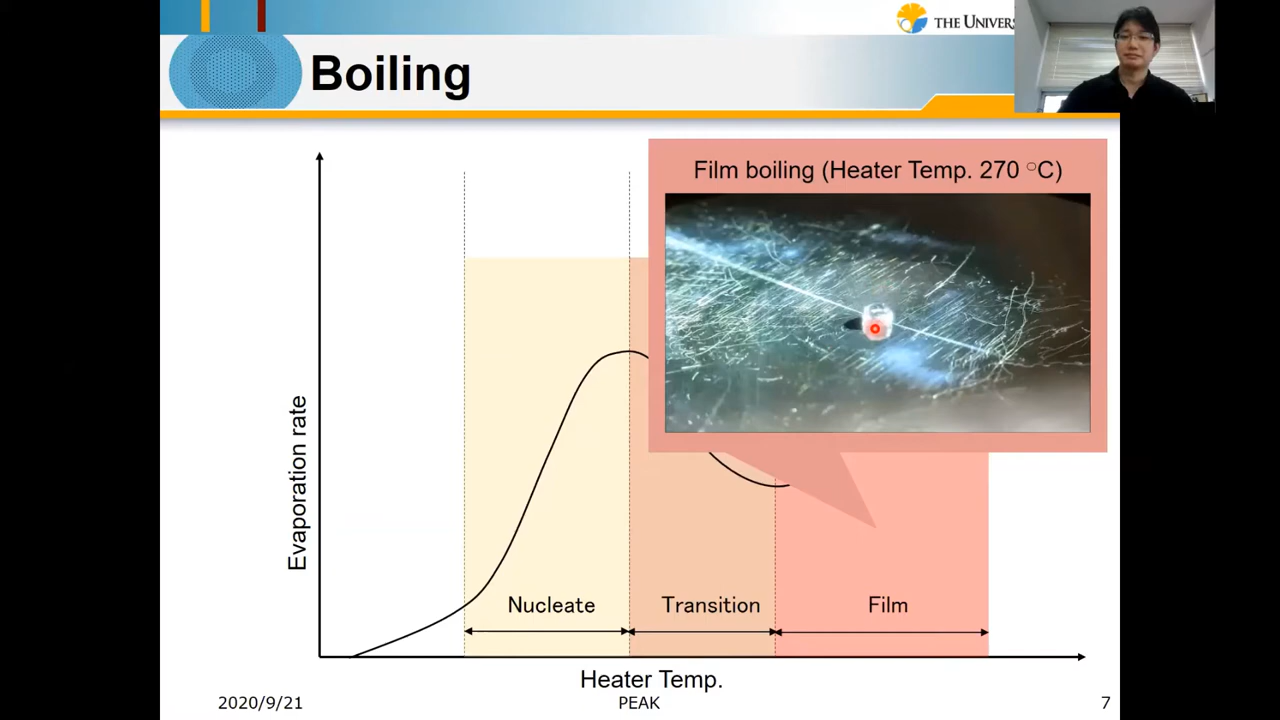 THE UNIVERS
Boiling
Film boiling (Heater Temp. 270 ℃)
Evaporation rate
Nucleate
Transition
Film
Heater Temp.
2020/9/21
PEAK
7